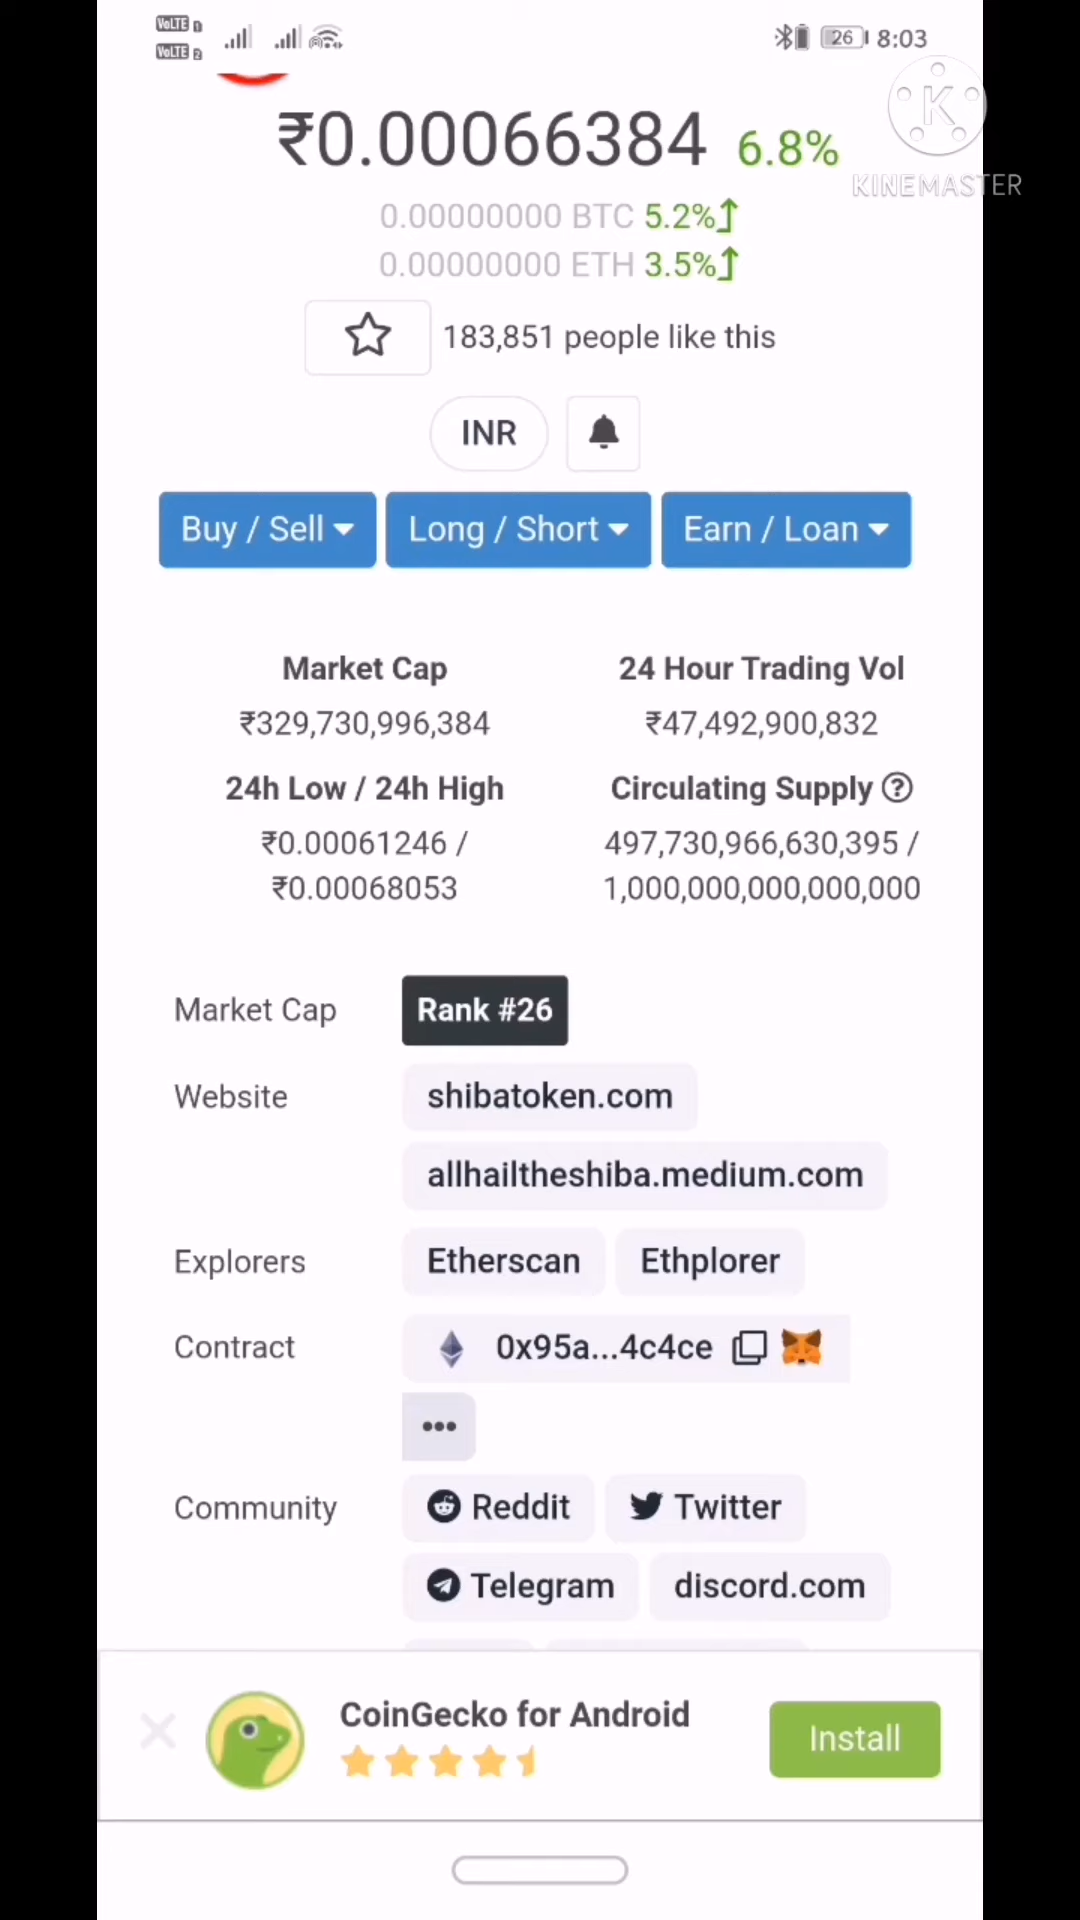 VoLTE 1
VoLTE 2
26 8:03
KINEMASTER
₹0.00066384 6.8%
0.00000000 BTC 5.2%
0.00000000 ETH 3.5%
183,851 people like this
INR
Buy / Sell Long / Short Earn / Loan
Market Cap 24 Hour Trading Vol
₹329,730,996,384 ₹47,492,900,832
24h Low / 24h High Circulating Supply ?
₹0.00061246 / 497,730,966,630,395 /
₹0.00068053 1,000,000,000,000,000
Market Cap Rank #26
Website shibatoken.com
allhailtheshiba.medium.com
Explorers Etherscan Ethplorer
Contract 0x95a...4c4ce
•••
Community Reddit Twitter
Telegram discord.com
CoinGecko for Android
Install